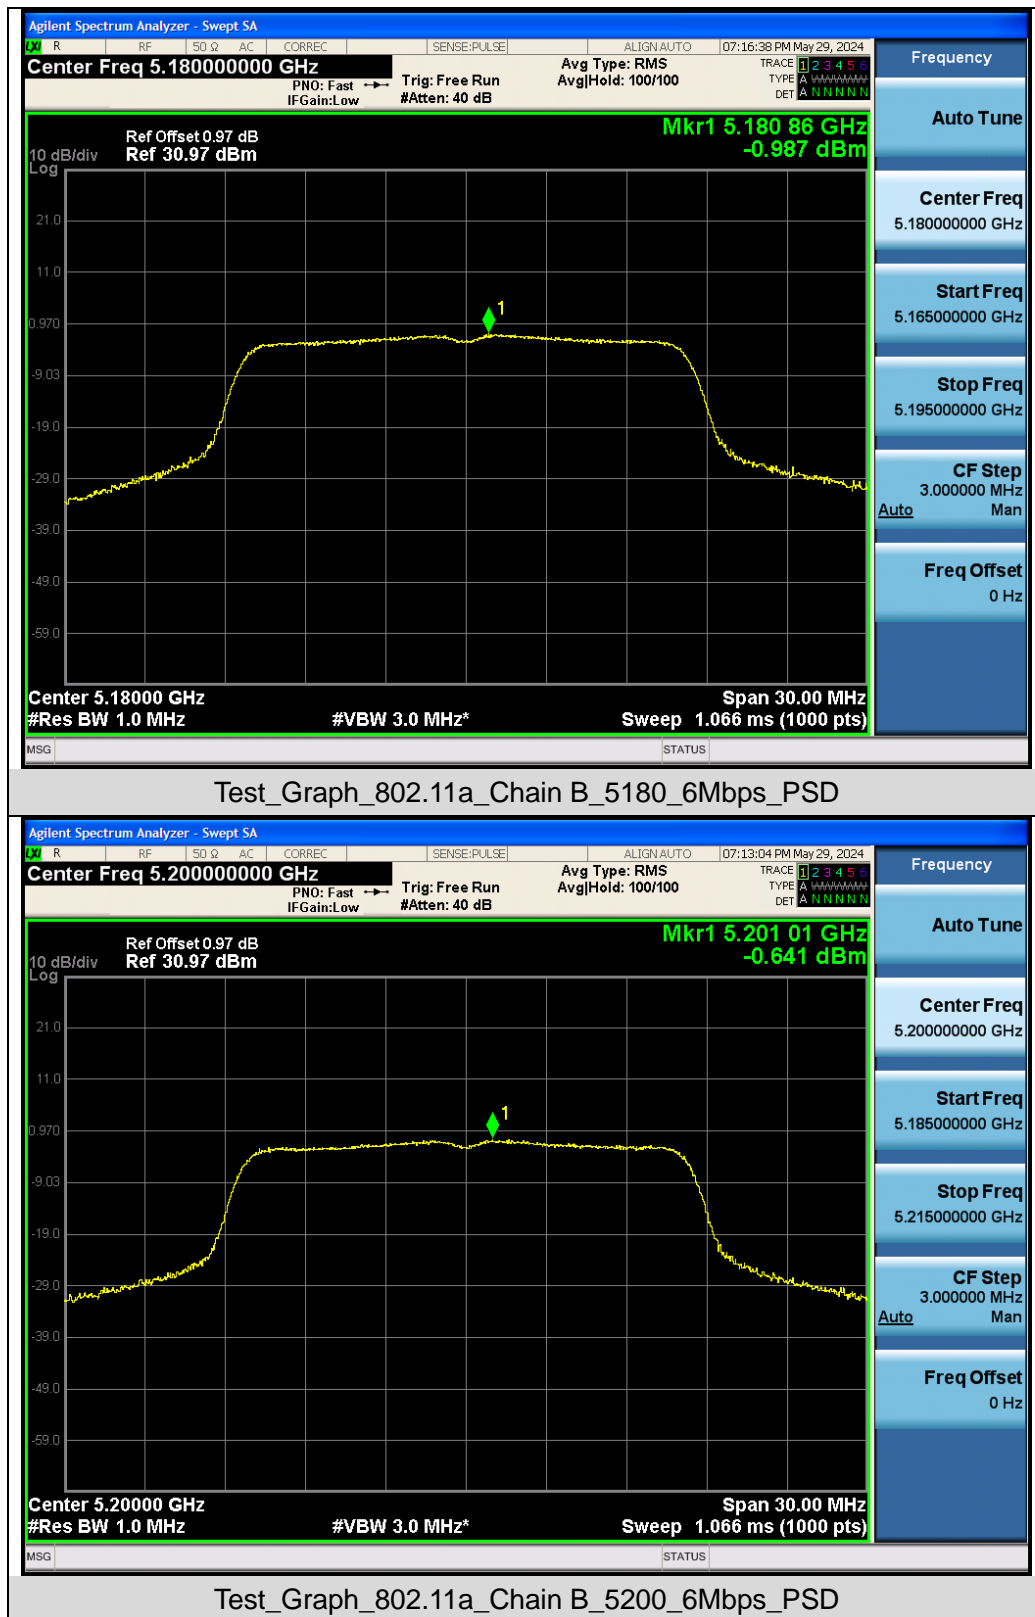 Agilent Spectrum Analyzer - Swept SA
LXI R RF 50 Ω AC CORREC SENSE:PULSE ALIGN AUTO 07:16:38 PM May 29, 2024
Center Freq 5.180000000 GHz
PNO: Fast
IFGain:Low
Trig: Free Run
#Atten: 40 dB
Avg Type: RMS
Avg|Hold: 100/100
TRACE 1 2 3 4 5 6
TYPE A WWWWW
DET A N N N N N
Frequency
Mkr1 5.180 86 GHz
-0.987 dBm
Ref Offset 0.97 dB
10 dB/div Ref 30.97 dBm
Log
1
21.0
11.0
0.970
-9.03
-19.0
-29.0
-39.0
-49.0
-59.0
Center 5.18000 GHz Span 30.00 MHz
#Res BW 1.0 MHz #VBW 3.0 MHz* Sweep 1.066 ms (1000 pts)
Auto Tune
Center Freq
5.180000000 GHz
Start Freq
5.165000000 GHz
Stop Freq
5.195000000 GHz
CF Step
3.000000 MHz
Auto Man
Freq Offset
0 Hz
MSG STATUS
Test_Graph_802.11a_Chain B_5180_6Mbps_PSD
Agilent Spectrum Analyzer - Swept SA
LXI R RF 50 Ω AC CORREC SENSE:PULSE ALIGN AUTO 07:13:04 PM May 29, 2024
Center Freq 5.200000000 GHz
PNO: Fast
IFGain:Low
Trig: Free Run
#Atten: 40 dB
Avg Type: RMS
Avg|Hold: 100/100
TRACE 1 2 3 4 5 6
TYPE A WWWWW
DET A N N N N N
Frequency
Mkr1 5.201 01 GHz
-0.641 dBm
Ref Offset 0.97 dB
10 dB/div Ref 30.97 dBm
Log
1
21.0
11.0
0.970
-9.03
-19.0
-29.0
-39.0
-49.0
-59.0
Center 5.20000 GHz Span 30.00 MHz
#Res BW 1.0 MHz #VBW 3.0 MHz* Sweep 1.066 ms (1000 pts)
Auto Tune
Center Freq
5.200000000 GHz
Start Freq
5.185000000 GHz
Stop Freq
5.215000000 GHz
CF Step
3.000000 MHz
Auto Man
Freq Offset
0 Hz
MSG STATUS
Test_Graph_802.11a_Chain B_5200_6Mbps_PSD